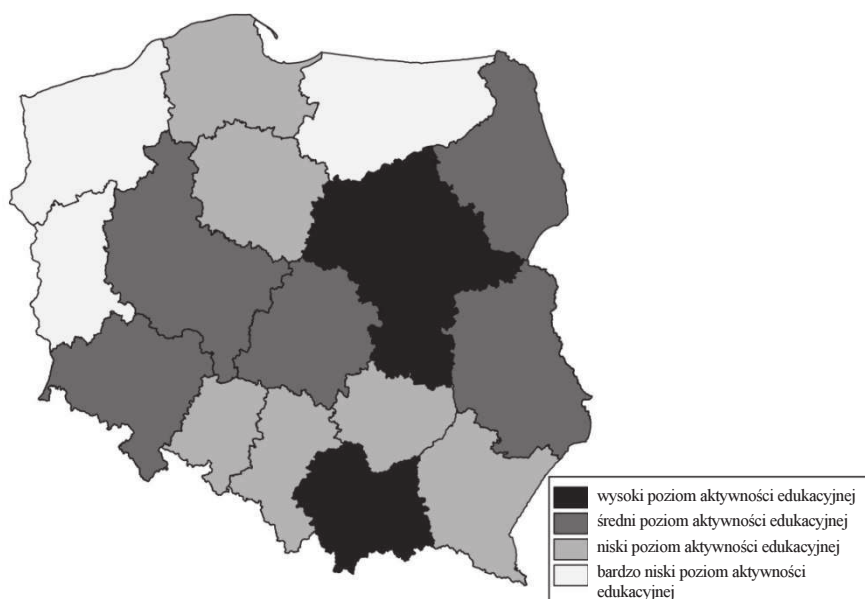 wysoki poziom aktywności edukacyjnej
średni poziom aktywności edukacyjnej
niski poziom aktywności edukacyjnej
bardzo niski poziom aktywności
edukacyjnej